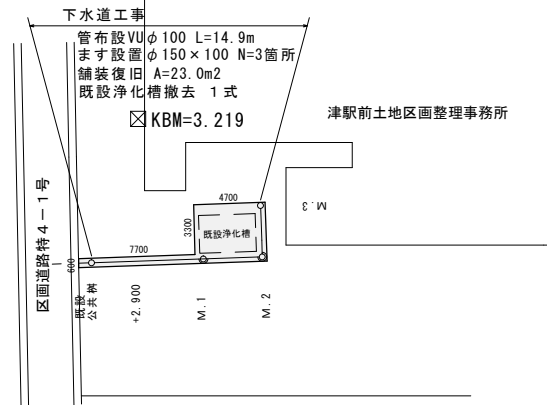 下水道工事
管布設VUφ100 L=14.9m
ます設置φ150×100 N=3箇所
舗装復旧 A=23.0m2
既設浄化槽撤去 1式
KBM=3.219
津駅前土地区画整理事務所
4700
M.3
3300
既設浄化槽
7700
600
区画道路特4-1号
既設
公共桝
+2.900
M.1
M.2